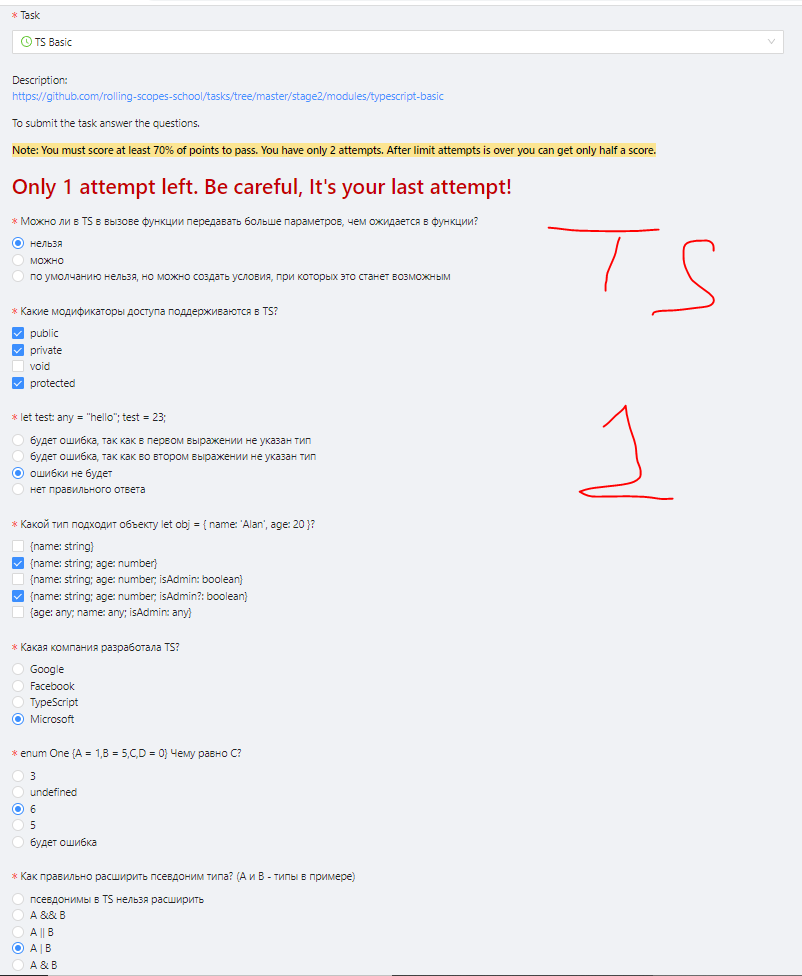 * Task
TS Basic
Description:
https://github.com/rolling-scopes-school/tasks/tree/master/stage2/modules/typescript-basic
To submit the task answer the questions.
Note: You must score at least 70% of points to pass. You have only 2 attempts. After limit attempts is over you can get only half a score.
Only 1 attempt left. Be careful, It's your last attempt!
* Можно ли в TS в вызове функции передавать больше параметров, чем ожидается в функции?
нельзя
можно
по умолчанию нельзя, но можно создать условия, при которых это станет возможным
TS
* Какие модификаторы доступа поддерживаются в TS?
public
private
void
protected
1
* let test: any = "hello"; test = 23;
будет ошибка, так как в первом выражении не указан тип
будет ошибка, так как во втором выражении не указан тип
ошибки не будет
нет правильного ответа
* Какой тип подходит объекту let obj = { name: 'Alan', age: 20 }?
{name: string}
{name: string; age: number}
{name: string; age: number; isAdmin: boolean}
{name: string; age: number; isAdmin?: boolean}
{age: any; name: any; isAdmin: any}
* Какая компания разработала TS?
Google
Facebook
TypeScript
Microsoft
* enum One {A = 1,B = 5,C,D = 0} Чему равно C?
3
undefined
6
5
будет ошибка
* Как правильно расширить псевдоним типа? (А и В - типы в примере)
псевдонимы в TS нельзя расширить
A && B
A || B
A | B
A & B